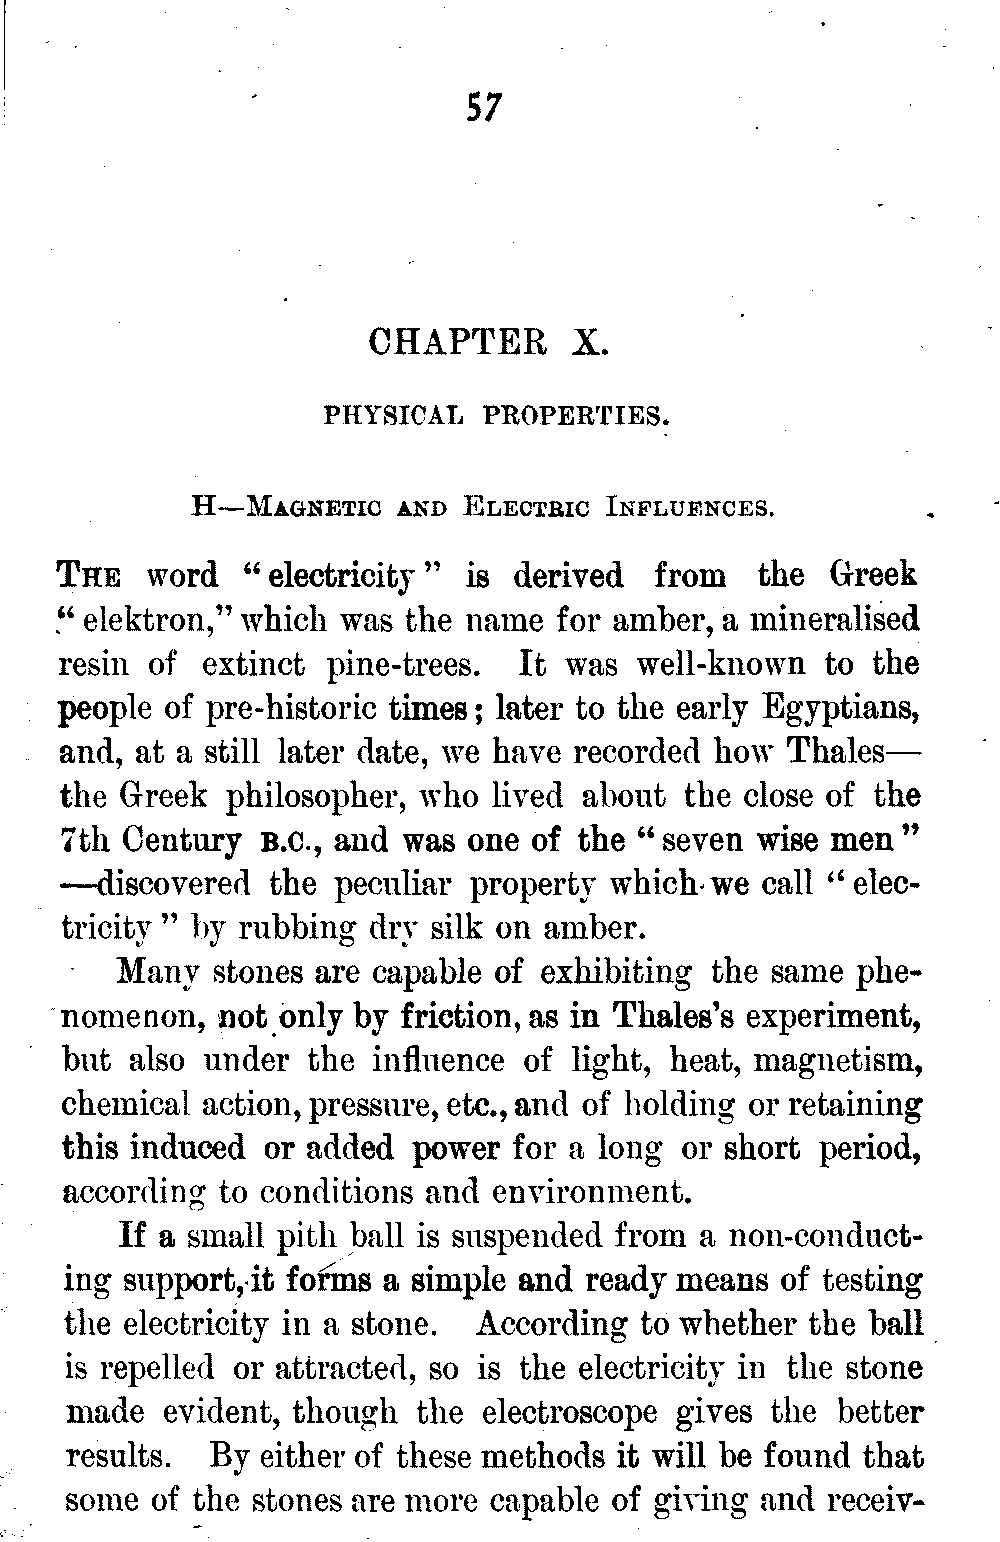 57
CHAPTER X.
PHYSICAL PROPERTIES.
H—Magnetic and Electric Influences.
The word “electricity” is derived from the Greek
“elektron,” which was the name for amber, a mineralised
resin of extinct pine-trees. It was well-known to the
people of pre-historic times; later to the early Egyptians,
and, at a still later date, we have recorded how Thales—
the Greek philosopher, who lived about the close of the
7th Century B.C., and was one of the “seven wise men”
—discovered the peculiar property which we call “elec-
tricity” by rubbing dry silk on amber.
Many stones are capable of exhibiting the same phe-
nomenon, not only by friction, as in Thales’s experiment,
but also under the influence of light, heat, magnetism,
chemical action, pressure, etc., and of holding or retaining
this induced or added power for a long or short period,
according to conditions and environment.
If a small pith ball is suspended from a non-conduct-
ing support, it forms a simple and ready means of testing
the electricity in a stone. According to whether the ball
is repelled or attracted, so is the electricity in the stone
made evident, though the electroscope gives the better
results. By either of these methods it will be found that
some of the stones are more capable of giving and receiv-